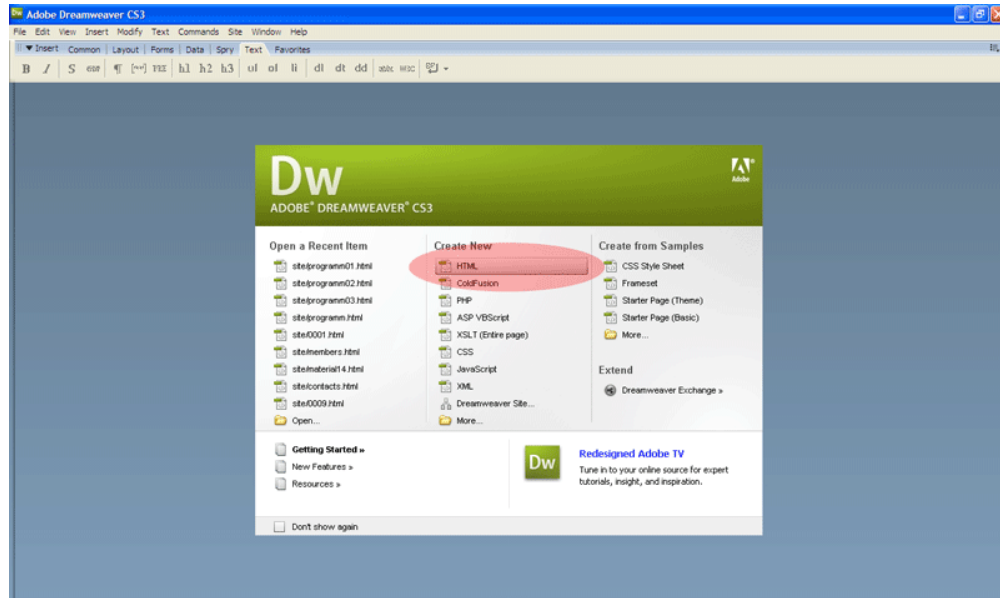 Adobe Dreamweaver CS3
File Edit View Insert Modify Text Commands Site Window Help
▼ Insert Common Layout Forms Data Spry Text Favorites
B I S em ¶ [""] PRE h1 h2 h3 ul ol li dl dt dd abbr. W3C
Dw
ADOBE® DREAMWEAVER® CS3
Adobe
Open a Recent Item
site/programm01.html
site/programm02.html
site/programm03.html
site/programm.html
site/0001.html
site/members.html
site/material14.html
site/contacts.html
site/0009.html
Open...
Create New
HTML
ColdFusion
PHP
ASP VBScript
XSLT (Entire page)
CSS
JavaScript
XML
Dreamweaver Site...
More...
Create from Samples
CSS Style Sheet
Frameset
Starter Page (Theme)
Starter Page (Basic)
More...
Extend
Dreamweaver Exchange »
Getting Started »
New Features »
Resources »
Dw
Redesigned Adobe TV
Tune in to your online source for expert
tutorials, insight, and inspiration.
Don't show again